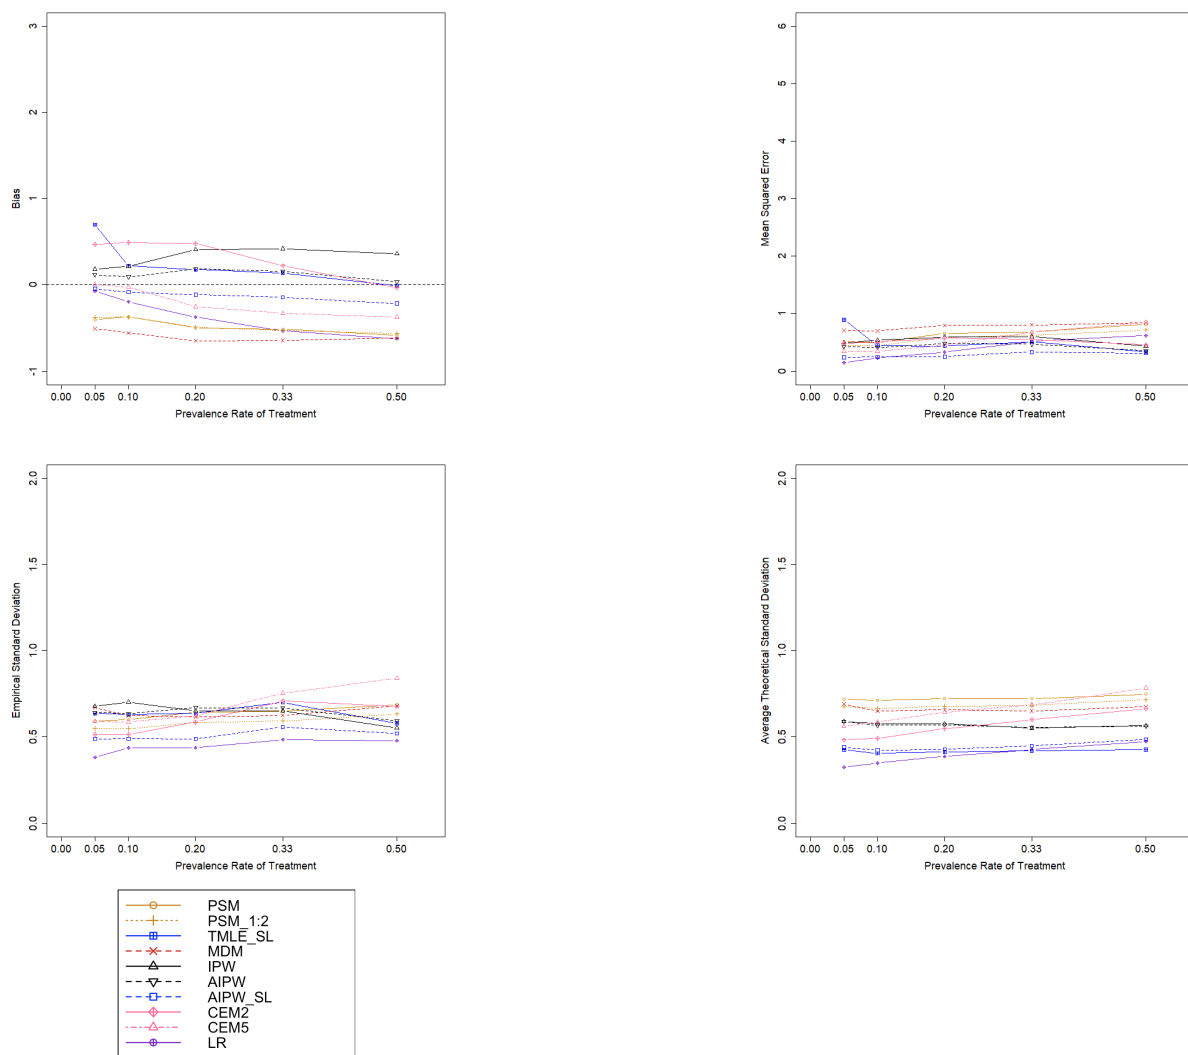 3
2
1
0
-1
Bias
0.00 0.05 0.10 0.20 0.33 0.50
Prevalence Rate of Treatment
6
5
4
3
2
1
0
Mean Squared Error
0.00 0.05 0.10 0.20 0.33 0.50
Prevalence Rate of Treatment
2.0
1.5
1.0
0.5
0.0
Empirical Standard Deviation
0.00 0.05 0.10 0.20 0.33 0.50
Prevalence Rate of Treatment
2.0
1.5
1.0
0.5
0.0
Average Theoretical Standard Deviation
0.00 0.05 0.10 0.20 0.33 0.50
Prevalence Rate of Treatment
PSM
PSM_1:2
TMLE_SL
MDM
IPW
AIPW
AIPW_SL
CEM2
CEM5
LR